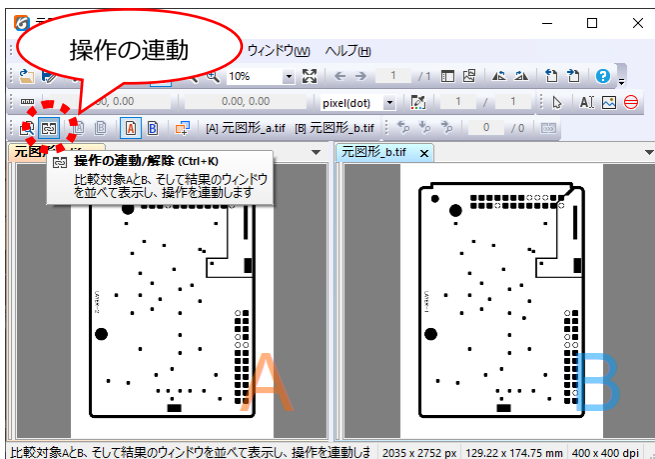 操作の連動
ウィンドウ(W) ヘルプ(H)
10% 1 / 1
0.00, 0.00 0.00, 0.00 pixel(dot) 1 / 1 AI
A B [A] 元図形_a.tif [B] 元図形_b.tif 0 / 0
元図形_b.tif x
操作の連動/解除 (Ctrl+K)
比較対象AとB、そして結果のウィンドウ
を並べて表示し、操作を連動します
LAYER-2
LAYER-1
A
B
比較対象AとB、そして結果のウィンドウを並べて表示し、操作を連動しま 2035 x 2752 px 129.22 x 174.75 mm 400 x 400 dpi